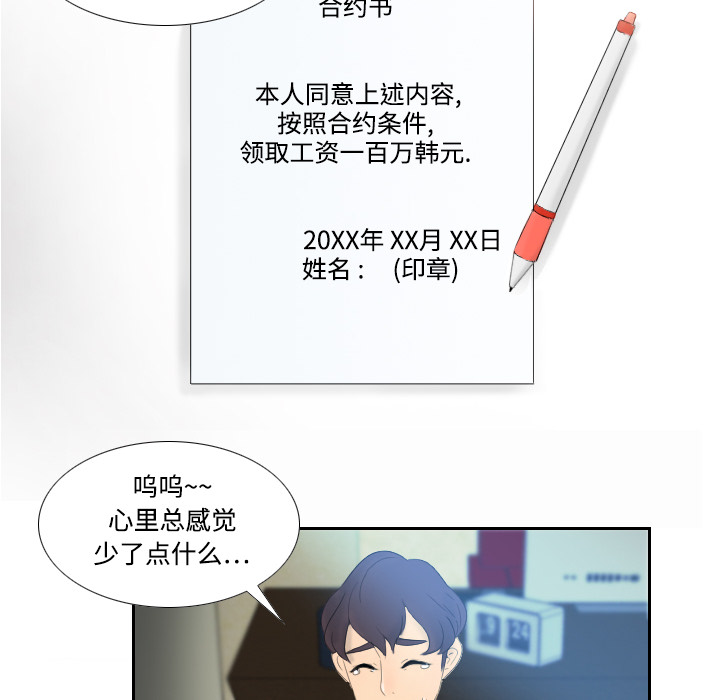 合约书
本人同意上述内容,
按照合约条件,
领取工资一百万韩元.
20XX年 XX月 XX日
姓名 : (印章)
呜呜~~
心里总感觉
少了点什么...
9 24